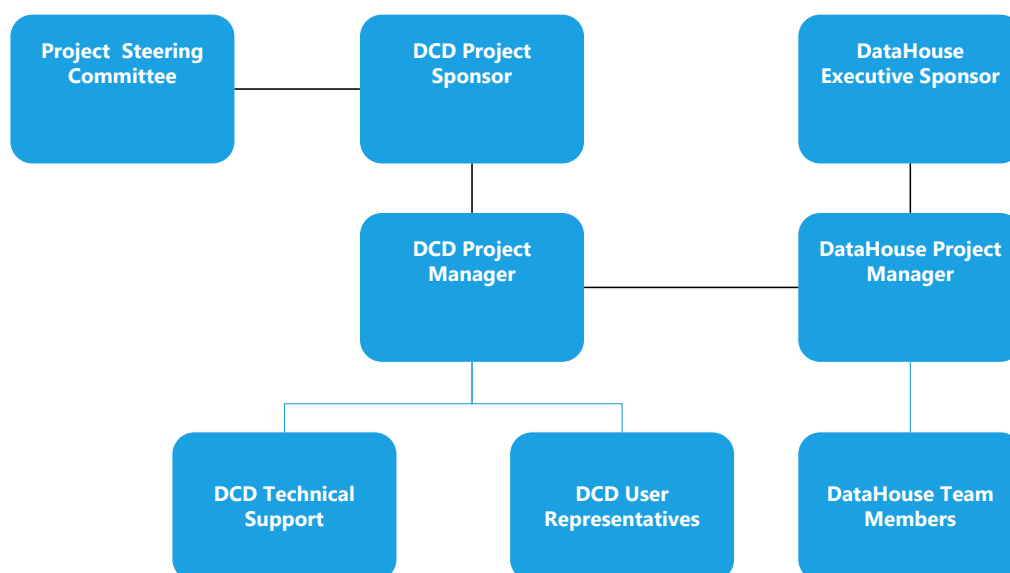 Project  Steering
Committee
DCD Project
Sponsor
DataHouse
Executive Sponsor
DCD Project
Manager
DataHouse Project
Manager
DCD Technical
Support
DCD User
Representatives
DataHouse Team
Members